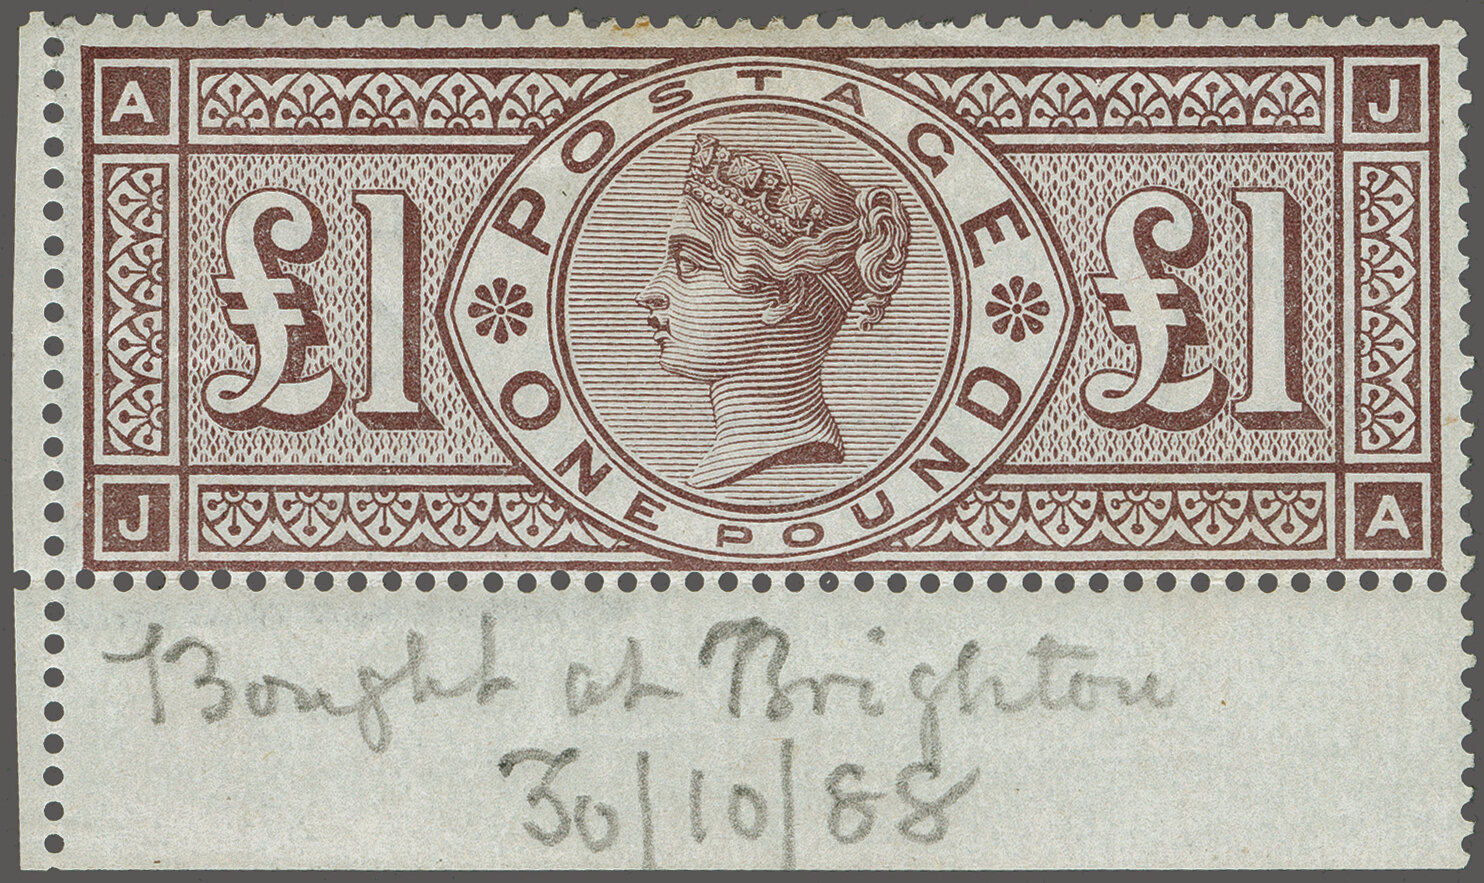 A J
POSTAGE
£1 £1
ONE POUND
J A
Bought at Brighton
30/10/88